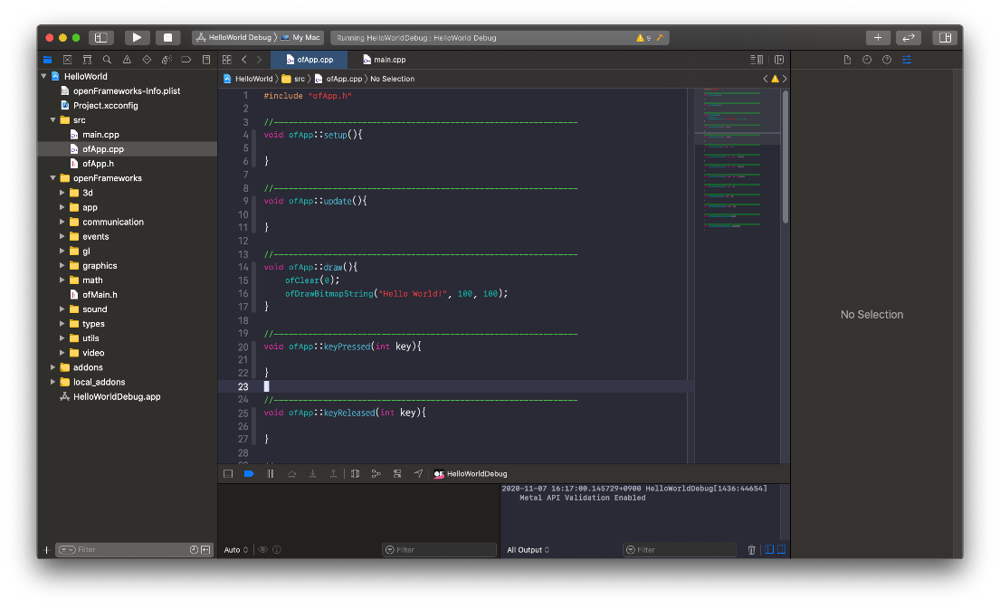 HelloWorld Debug
My Mac
Running HelloWorldDebug : HelloWorld Debug
9
ofApp.cpp
main.cpp
HelloWorld
src
ofApp.cpp
No Selection
HelloWorld
openFrameworks-Info.plist
Project.xcconfig
src
main.cpp
ofApp.cpp
ofApp.h
openFrameworks
3d
app
communication
events
gl
graphics
math
ofMain.h
sound
types
utils
video
addons
local_addons
HelloWorldDebug.app
Filter
1 #include "ofApp.h"
2
3 //--------------------------------------------------------------
4 void ofApp::setup(){
5
6 }
7
8 //--------------------------------------------------------------
9 void ofApp::update(){
10
11 }
12
13 //--------------------------------------------------------------
14 void ofApp::draw(){
15 ofClear(0);
16 ofDrawBitmapString("Hello World!", 100, 100);
17 }
18
19 //--------------------------------------------------------------
20 void ofApp::keyPressed(int key){
21
22 }
23
24 //--------------------------------------------------------------
25 void ofApp::keyReleased(int key){
26
27 }
28
HelloWorldDebug
2020-11-07 16:17:00.145729+0900 HelloWorldDebug[1436:44654]
Metal API Validation Enabled
Auto
Filter
All Output
Filter
No Selection